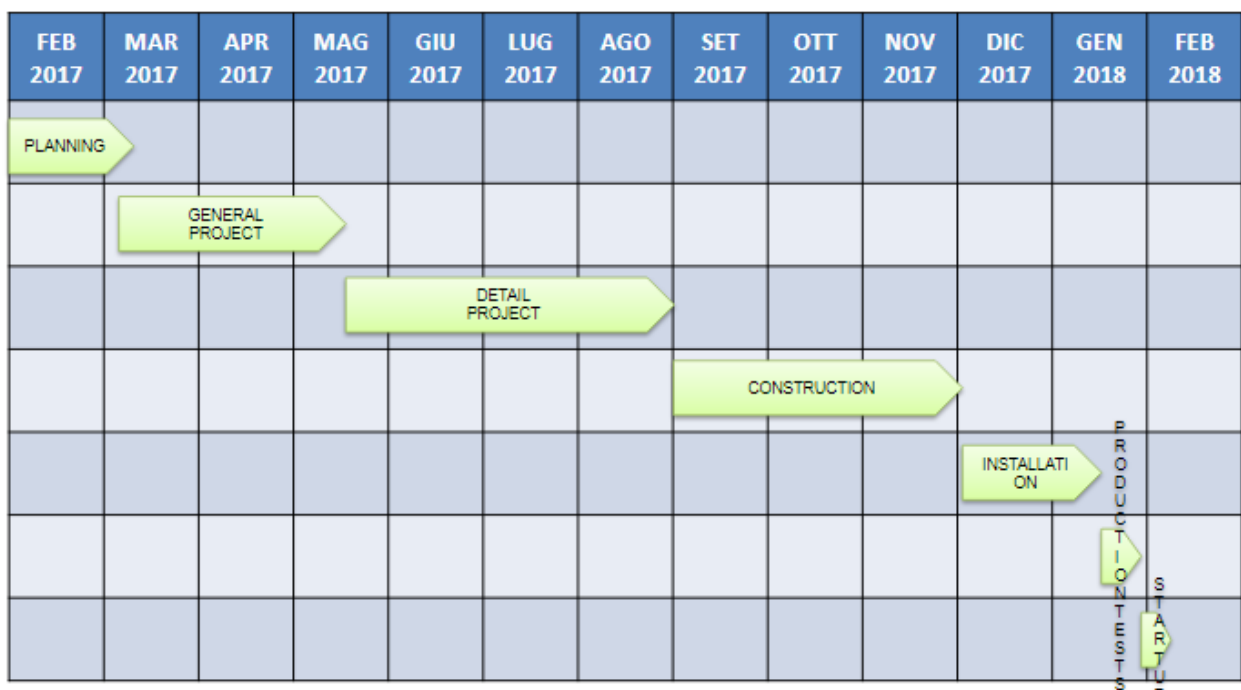 FEB MAR APR MAG GIU LUG AGO SET OTT NOV DIC GEN FEB
2017 2017 2017 2017 2017 2017 2017 2017 2017 2017 2017 2018 2018
PLANNING
GENERAL
PROJECT
DETAIL
PROJECT
CONSTRUCTION
INSTALLATI
ON
PRODUCTION TESTS
START